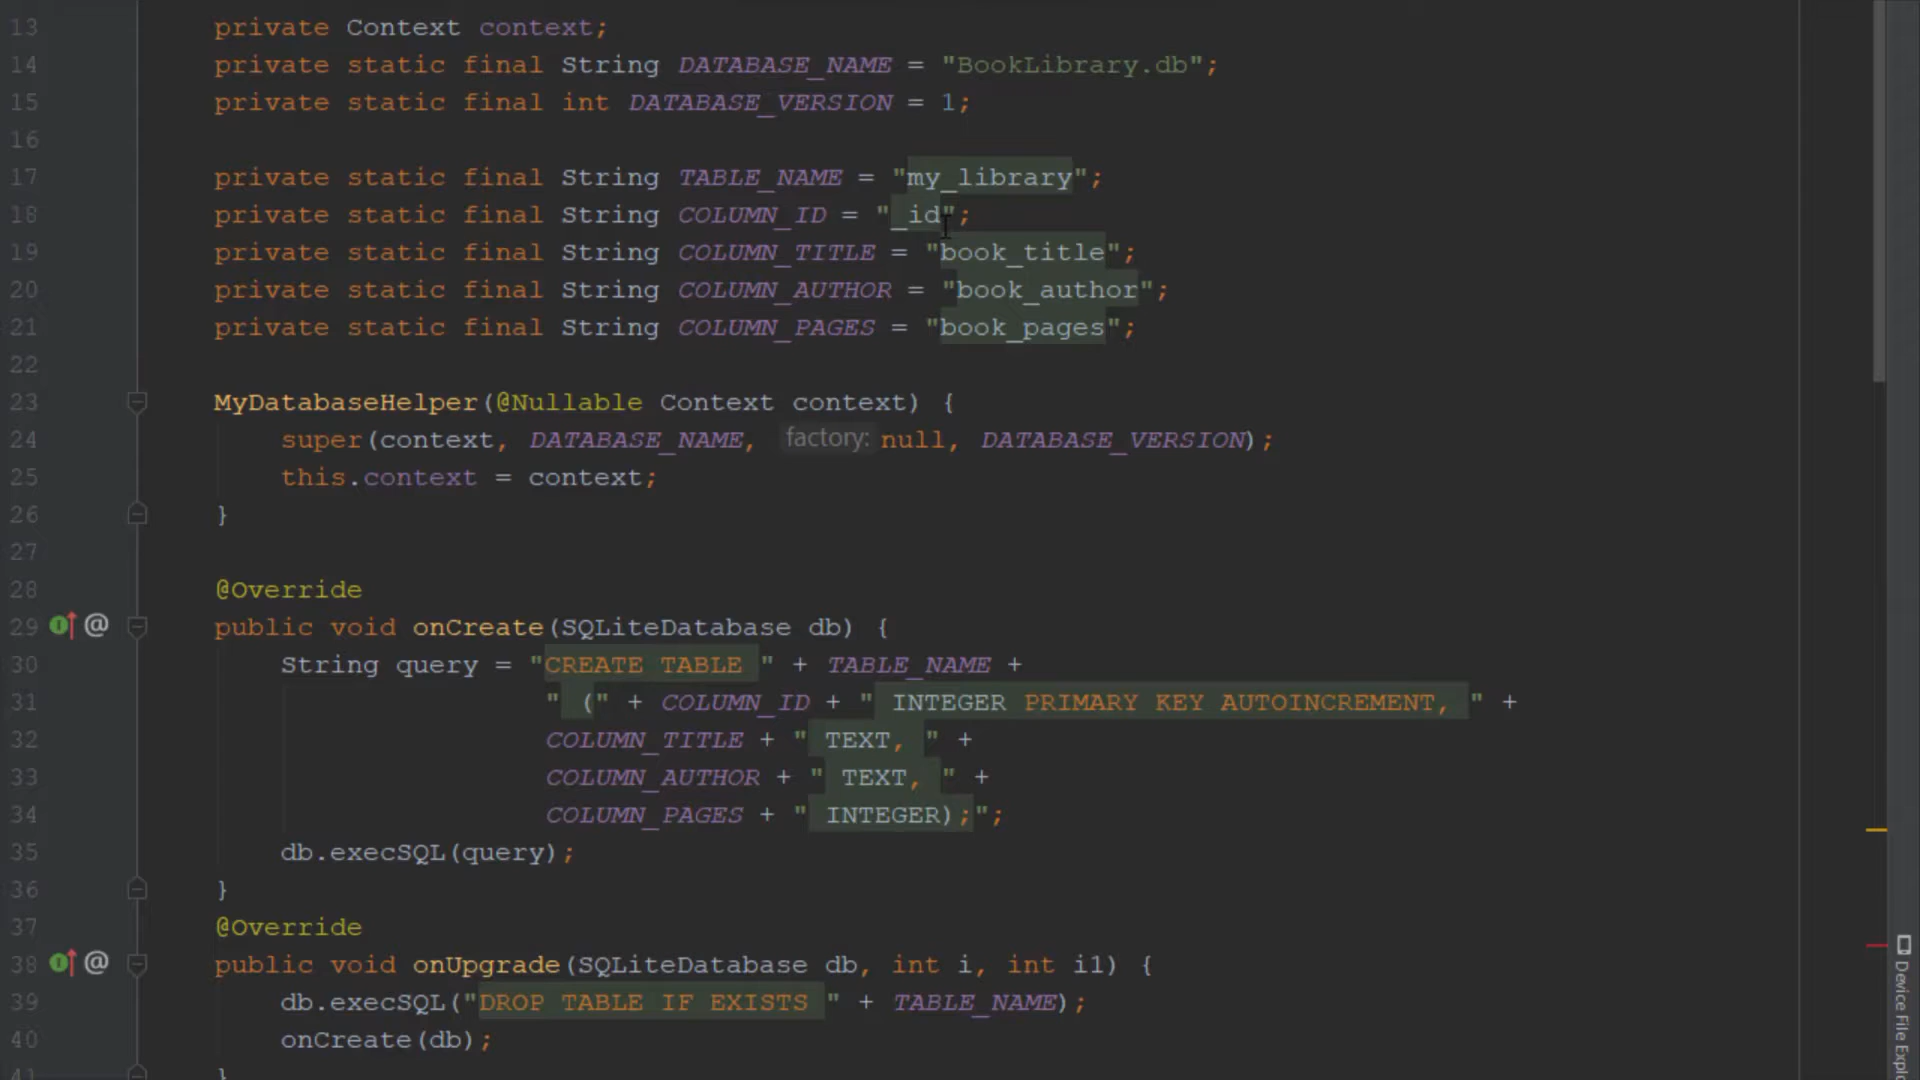 13 private Context context;
14 private static final String DATABASE_NAME = "BookLibrary.db";
15 private static final int DATABASE_VERSION = 1;
16
17 private static final String TABLE_NAME = "my_library";
18 private static final String COLUMN_ID = "_id";
19 private static final String COLUMN_TITLE = "book_title";
20 private static final String COLUMN_AUTHOR = "book_author";
21 private static final String COLUMN_PAGES = "book_pages";
22
23 MyDatabaseHelper(@Nullable Context context) {
24 super(context, DATABASE_NAME, factory: null, DATABASE_VERSION);
25 this.context = context;
26 }
27
28 @Override
29 @ public void onCreate(SQLiteDatabase db) {
30 String query = "CREATE TABLE " + TABLE_NAME +
31 " (" + COLUMN_ID + " INTEGER PRIMARY KEY AUTOINCREMENT, " +
32 COLUMN_TITLE + " TEXT, " +
33 COLUMN_AUTHOR + " TEXT, " +
34 COLUMN_PAGES + " INTEGER);";
35 db.execSQL(query);
36 }
37 @Override
38 @ public void onUpgrade(SQLiteDatabase db, int i, int i1) {
39 db.execSQL("DROP TABLE IF EXISTS " + TABLE_NAME);
40 onCreate(db);
41 }
Device File Explo